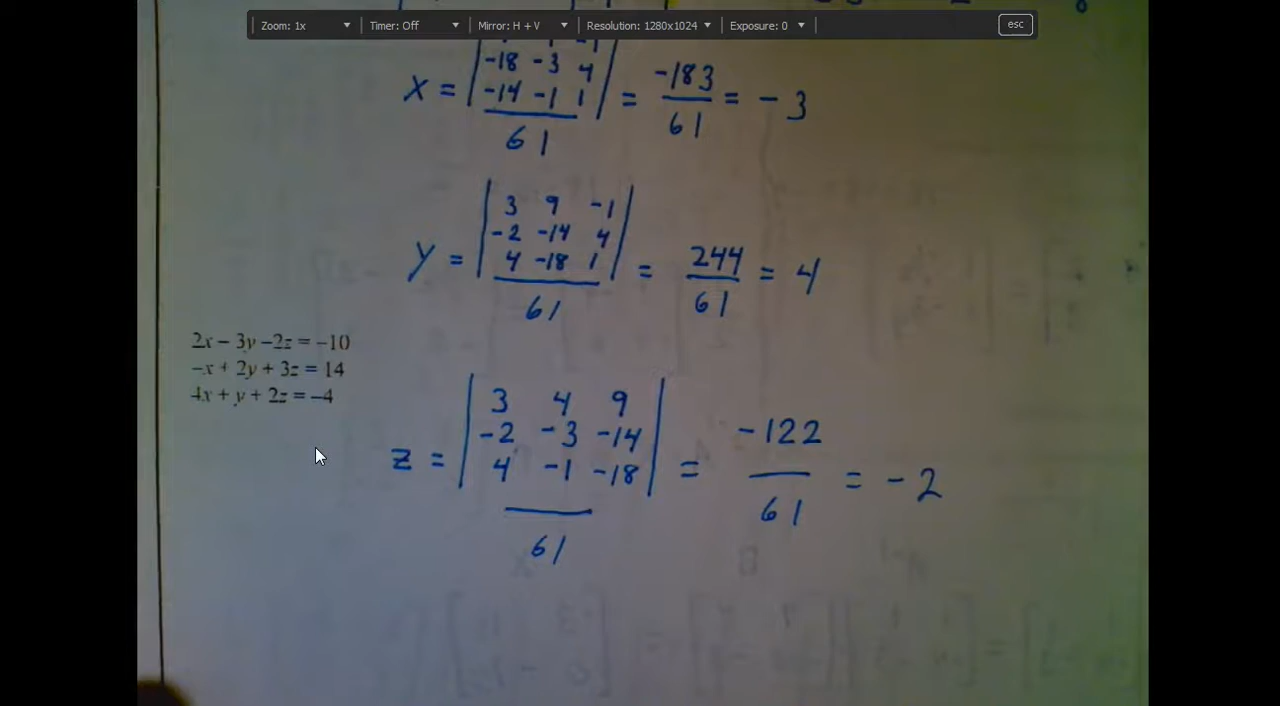 Zoom: 1x Timer: Off Mirror: H + V Resolution: 1280x1024 Exposure: 0 esc
-18 -3 4
x = -14 -1 1 = -183/61 = -3
61
3 9 -1
-2 -14 4
y = 4 -18 1 = 244/61 = 4
61
2x – 3y –2z = –10
–x + 2y + 3z = 14
4x + y + 2z = –4
3 4 9
-2 -3 -14
z = 4 -1 -18 = -122/61 = -2
61